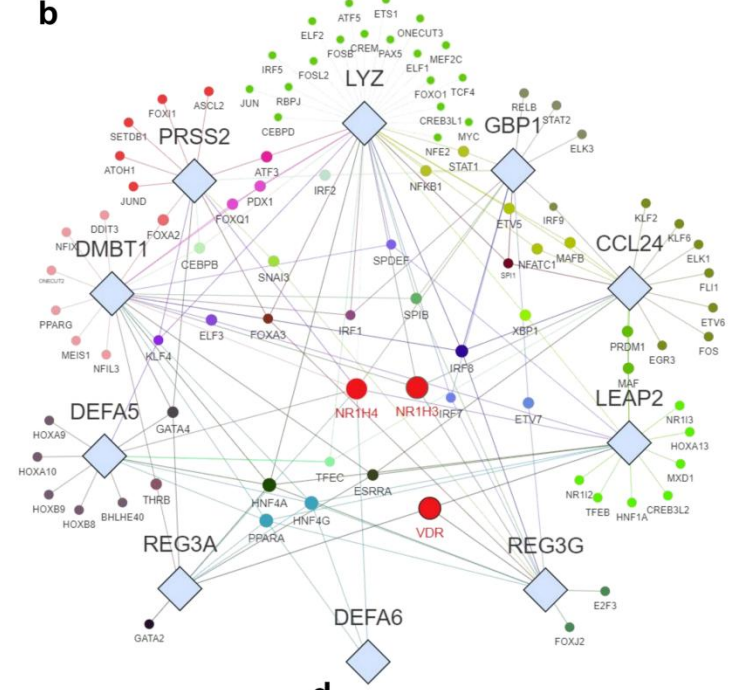 b
ATF5
ETS1
ELF2
ONECUT3
FOSB
CREM
PAX5
MEF2C
IRF5
FOSL2
LYZ
ELF1
JUN
RBPJ
FOXO1
TCF4
FOXI1
ASCL2
CEBPD
CREB3L1
RELB
STAT2
SETDB1
PRSS2
MYC
GBP1
ELK3
NFE2
ATOH1
ATF3
STAT1
JUND
PDX1
IRF2
NFKB1
FOXQ1
DDIT3
FOXA2
ETV5
IRF9
KLF2
NFIX
DMBT1
CEBPB
SPDEF
CCL24
KLF6
SNAI3
SPI1
NFATC1
MAFB
ELK1
ONECUT2
FLI1
PPARG
ELF3
FOXA3
IRF1
SPIB
XBP1
ETV6
MEIS1
KLF4
PRDM1
EGR3
FOS
NFIL3
IRF8
MAF
DEFA5
NR1H4
NR1H3
IRF7
ETV7
LEAP2
HOXA9
GATA4
NR1I3
HOXA13
HOXA10
TFEC
ESRRA
MXD1
THRB
HNF4A
NR1I2
HOXB9
HOXB8
BHLHE40
HNF4G
TFEB
HNF1A
CREB3L2
PPARA
VDR
REG3A
REG3G
E2F3
GATA2
DEFA6
FOXJ2
d